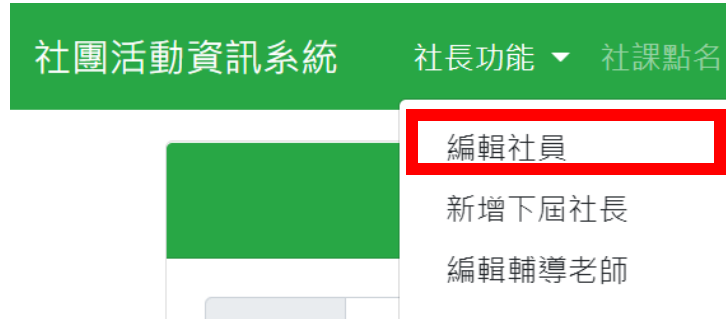 社團活動資訊系統 社長功能 社課點名
編輯社員
新增下屆社長
編輯輔導老師